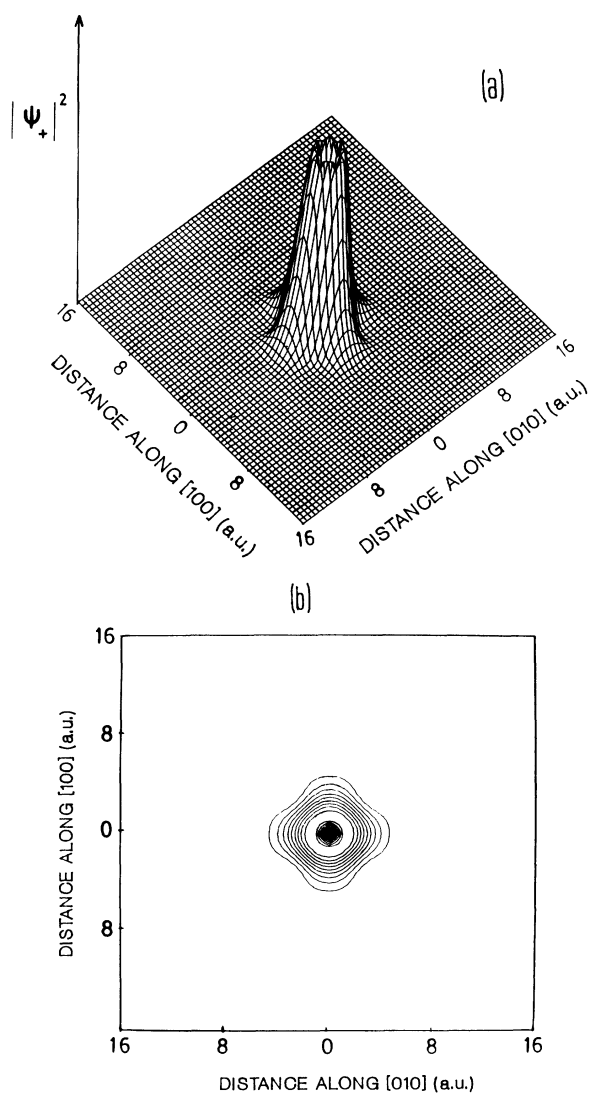 (a)
|Ψ+|²
16
8
0
8
16
DISTANCE ALONG [100] (a.u.)
16
8
0
8
DISTANCE ALONG [010] (a.u.)
(b)
16
8
0
8
DISTANCE ALONG [100] (a.u.)
16 8 0 8 16
DISTANCE ALONG [010] (a.u.)